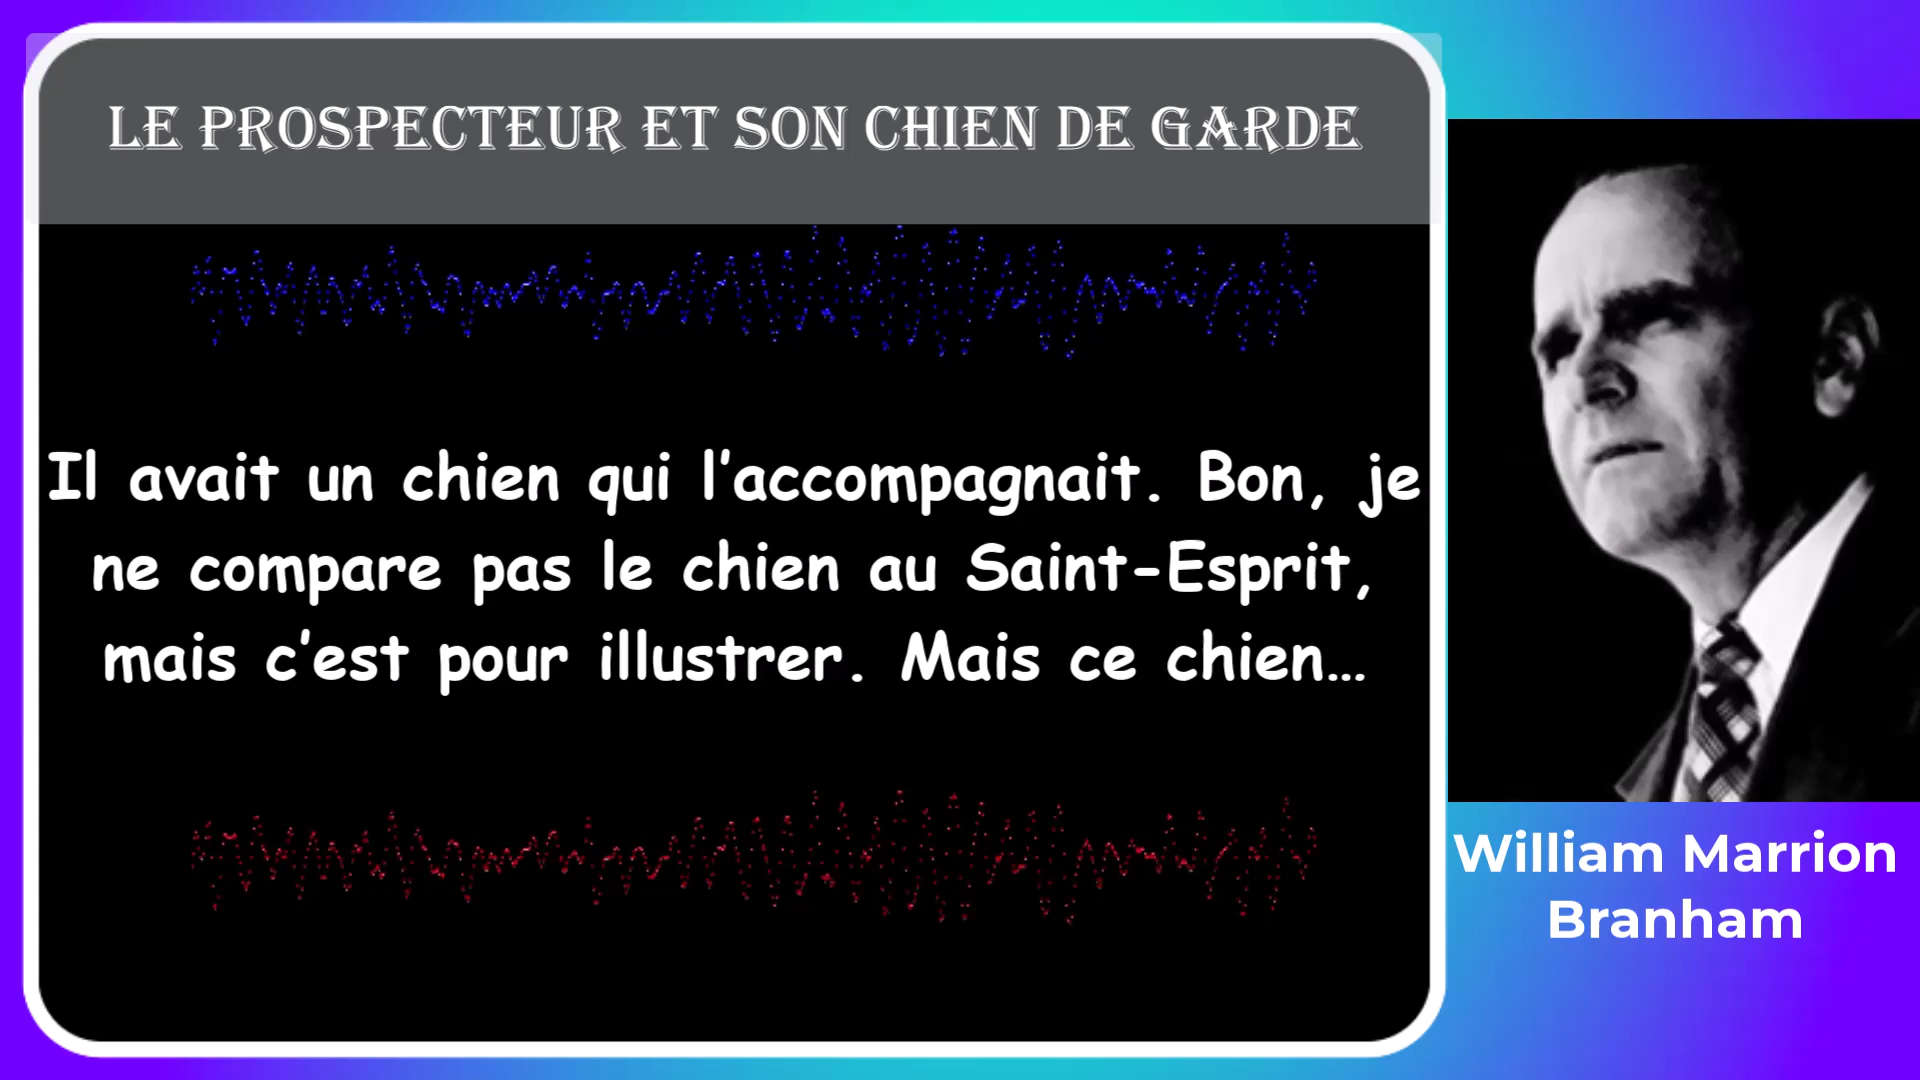 LE PROSPECTEUR ET SON CHIEN DE GARDE
Il avait un chien qui l’accompagnait. Bon, je
ne compare pas le chien au Saint-Esprit,
mais c’est pour illustrer. Mais ce chien…
William Marrion
Branham